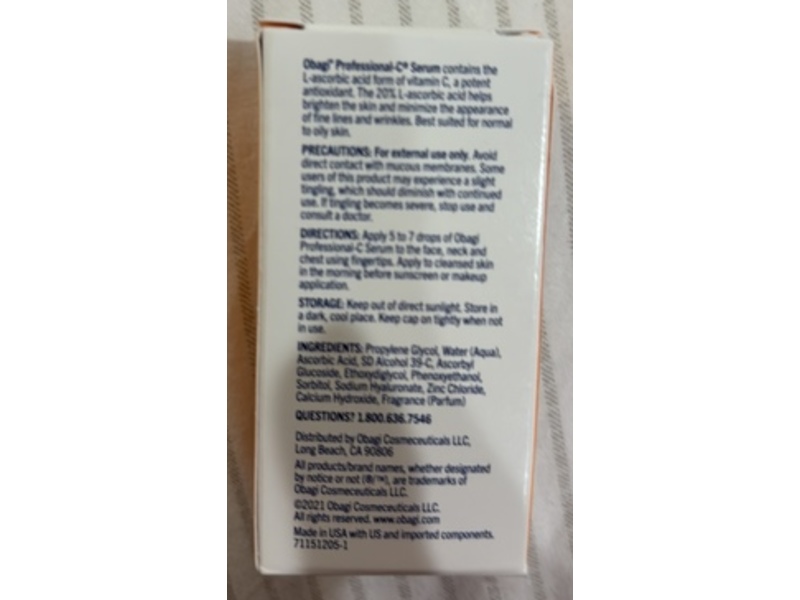 Obagi® Professional-C® Serum contains the
L-ascorbic acid form of vitamin C, a potent
antioxidant. The 20% L-ascorbic acid helps
brighten the skin and minimize the appearance
of fine lines and wrinkles. Best suited for normal
to oily skin.
PRECAUTIONS: For external use only. Avoid
direct contact with mucous membranes. Some
users of this product may experience a slight
tingling, which should diminish with continued
use. If tingling becomes severe, stop use and
consult a doctor.
DIRECTIONS: Apply 5 to 7 drops of Obagi
Professional-C Serum to the face, neck and
chest using fingertips. Apply to cleansed skin
in the morning before sunscreen or makeup
application.
STORAGE: Keep out of direct sunlight. Store in
a dark, cool place. Keep cap on tightly when not
in use.
INGREDIENTS: Propylene Glycol, Water (Aqua),
Ascorbic Acid, SD Alcohol 39-C, Ascorbyl
Glucoside, Ethoxydiglycol, Phenoxyethanol,
Sorbitol, Sodium Hyaluronate, Zinc Chloride,
Calcium Hydroxide, Fragrance (Parfum)
QUESTIONS? 1.800.636.7546
Distributed by Obagi Cosmeceuticals LLC,
Long Beach, CA 90806
All products/brand names, whether designated
by notice or not (®/™), are trademarks of
Obagi Cosmeceuticals LLC.
©2021 Obagi Cosmeceuticals LLC.
All rights reserved. www.obagi.com
Made in USA with US and imported components.
71151205-1